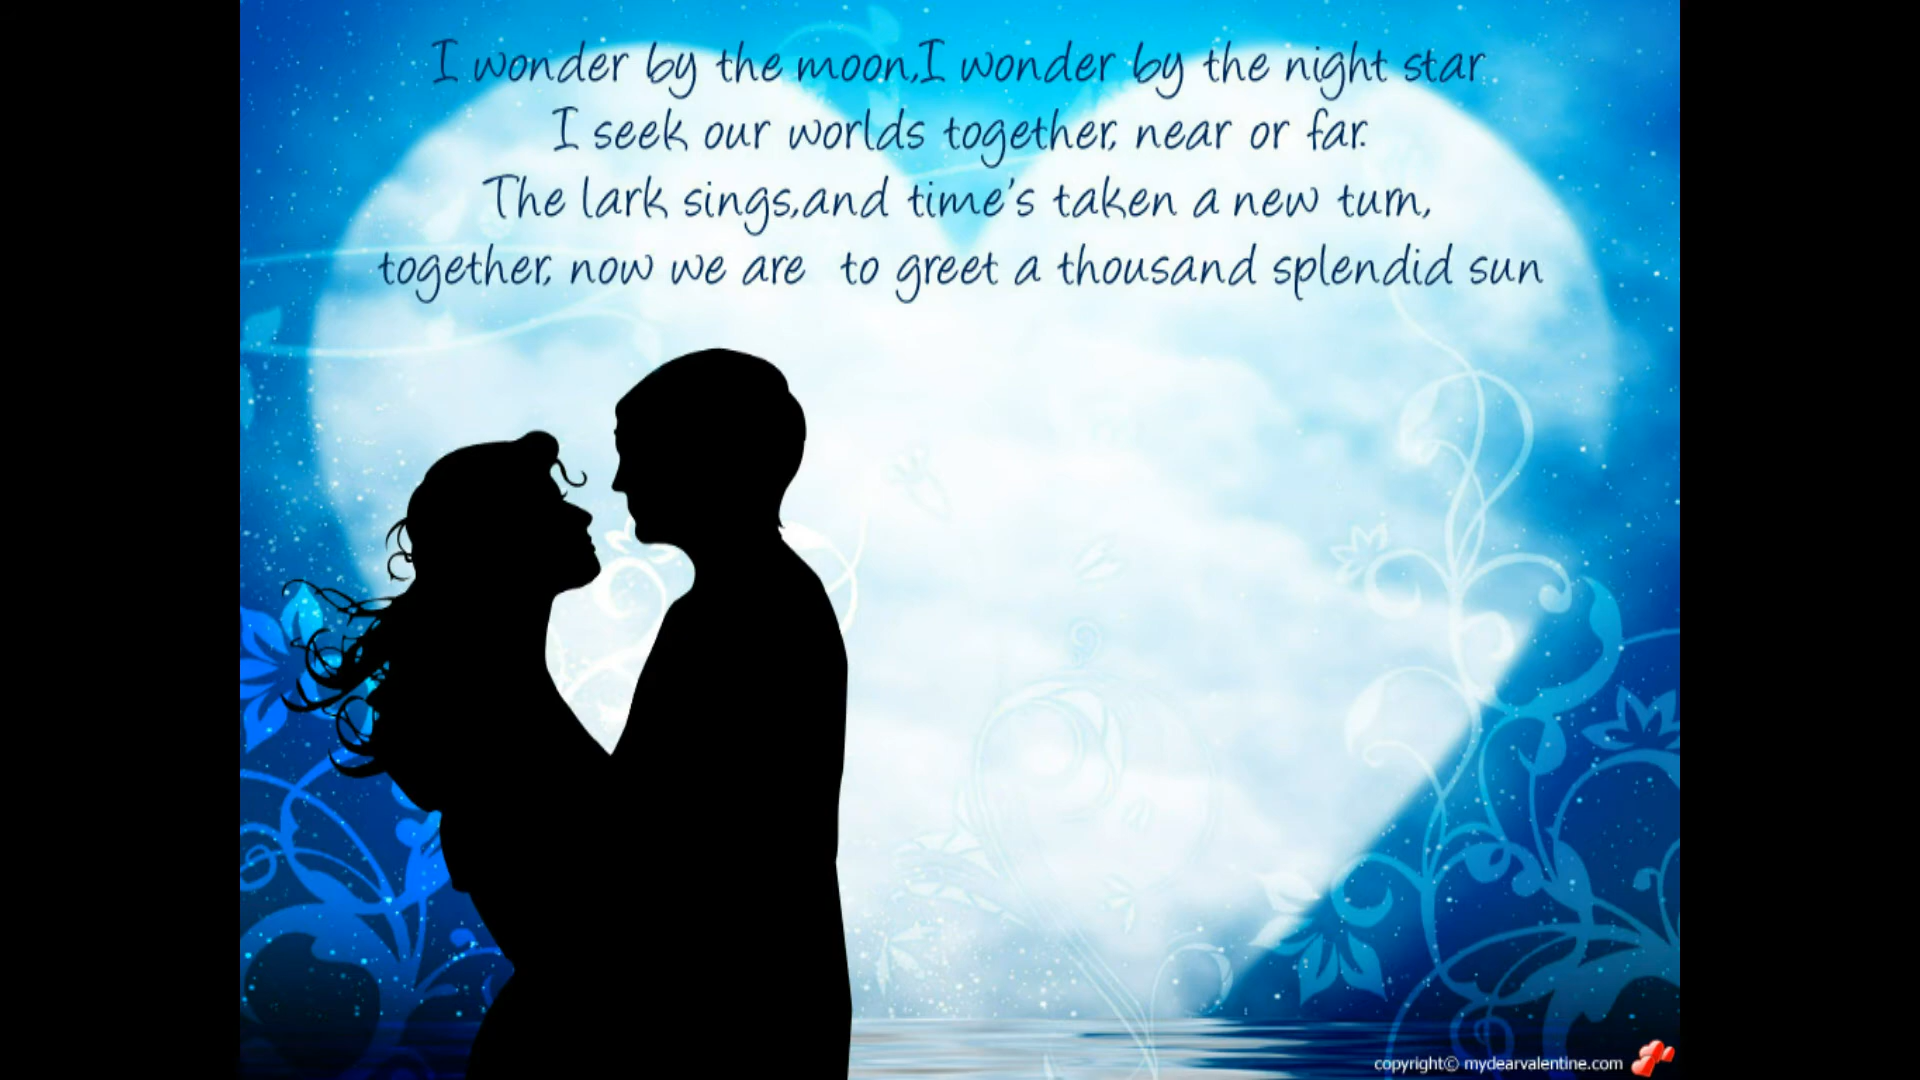 I wonder by the moon,I wonder by the night star
I seek our worlds together, near or far.
The lark sings,and time's taken a new turn,
together, now we are to greet a thousand splendid sun
copyright© mydearvalentine.com